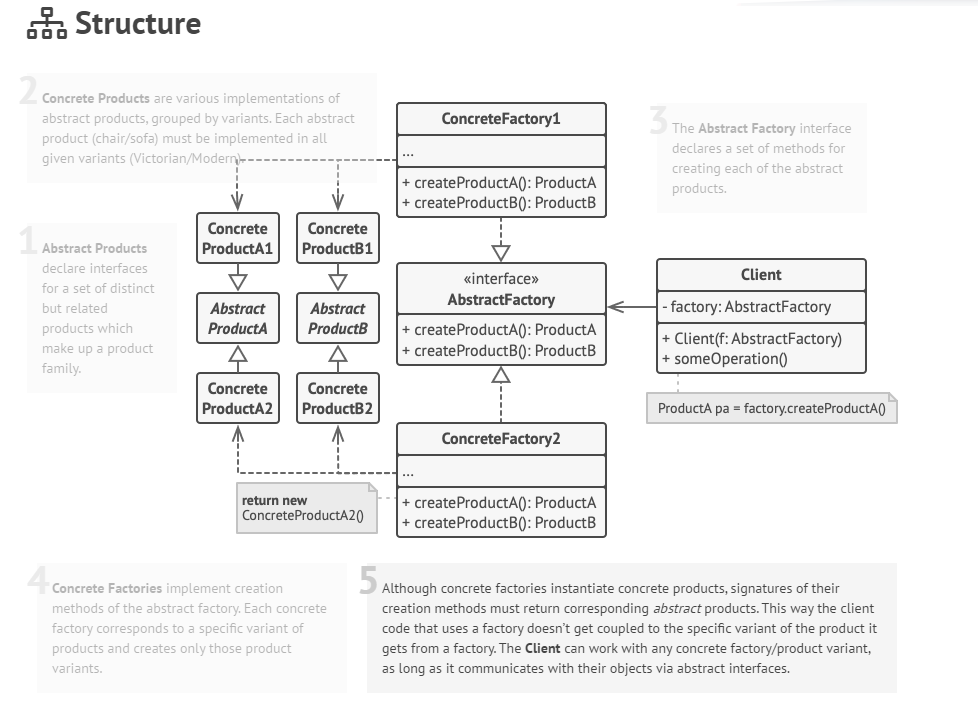 Structure
2
Concrete Products are various implementations of
abstract products, grouped by variants. Each abstract
product (chair/sofa) must be implemented in all
given variants (Victorian/Modern).
ConcreteFactory1
...
+ createProductA(): ProductA
+ createProductB(): ProductB
3
The Abstract Factory interface
declares a set of methods for
creating each of the abstract
products.
1
Abstract Products
declare interfaces
for a set of distinct
but related
products which
make up a product
family.
Concrete
ProductA1
Concrete
ProductB1
Abstract
ProductA
Abstract
ProductB
Concrete
ProductA2
Concrete
ProductB2
«interface»
AbstractFactory
+ createProductA(): ProductA
+ createProductB(): ProductB
Client
- factory: AbstractFactory
+ Client(f: AbstractFactory)
+ someOperation()
ProductA pa = factory.createProductA()
ConcreteFactory2
...
+ createProductA(): ProductA
+ createProductB(): ProductB
return new
ConcreteProductA2()
4
Concrete Factories implement creation
methods of the abstract factory. Each concrete
factory corresponds to a specific variant of
products and creates only those product
variants.
5
Although concrete factories instantiate concrete products, signatures of their
creation methods must return corresponding abstract products. This way the client
code that uses a factory doesn't get coupled to the specific variant of the product it
gets from a factory. The Client can work with any concrete factory/product variant,
as long as it communicates with their objects via abstract interfaces.